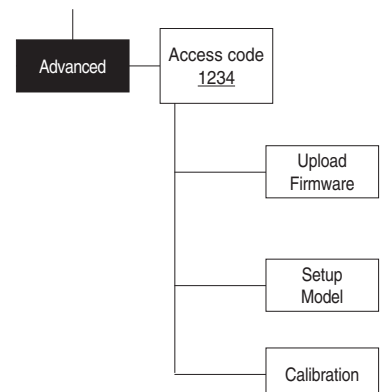 Advanced
Access code
1234
Upload
Firmware
Setup
Model
Calibration